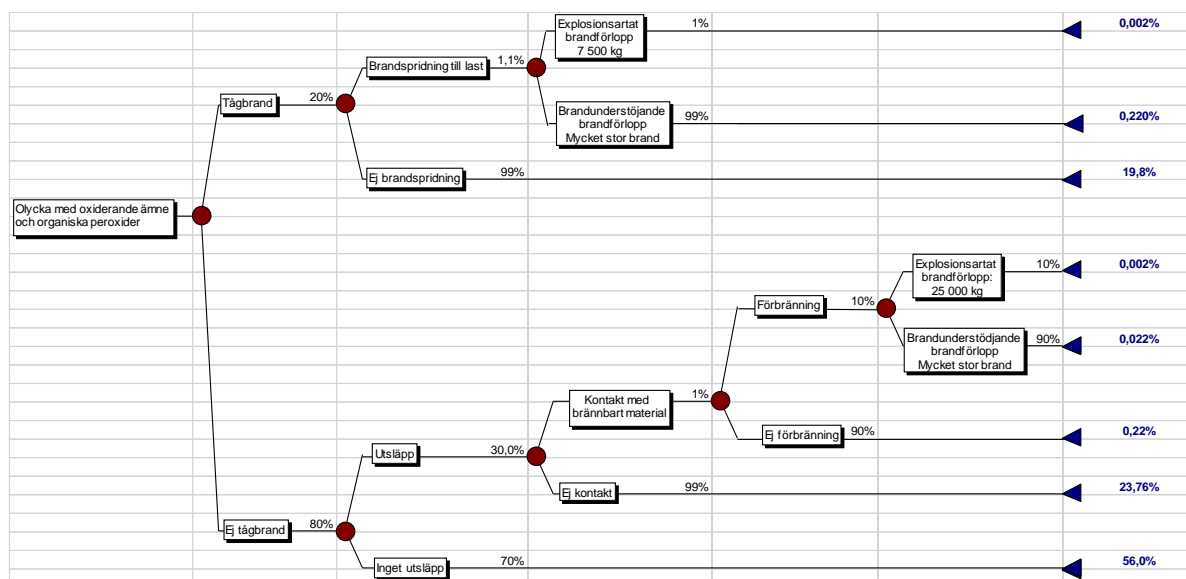 Explosionsartat
brandförlopp
7 500 kg
1%
0,002%
Brandspridning till last
1,1%
Tågbrand
20%
Brandunderstöjande
brandförlopp
Mycket stor brand
99%
0,220%
Ej brandspridning
99%
19,8%
Olycka med oxiderande ämne
och organiska peroxider
Explosionsartat
brandförlopp:
25 000 kg
10%
0,002%
Förbränning
10%
Brandunderstödjande
brandförlopp
Mycket stor brand
90%
0,022%
Kontakt med
brännbart material
1%
Ej förbränning
90%
0,22%
Utsläpp
30,0%
Ej kontakt
99%
23,76%
Ej tågbrand
80%
Inget utsläpp
70%
56,0%